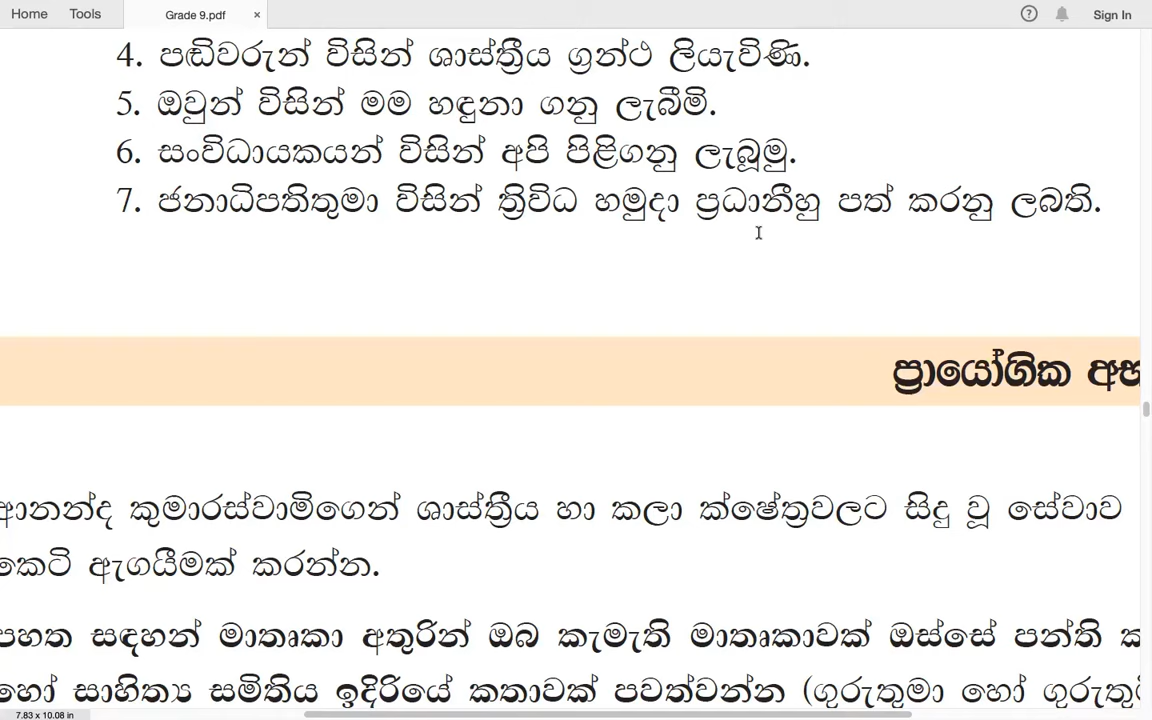 Home Tools Grade 9.pdf × ? Sign In
4. පඬිවරුන් විසින් ශාස්ත්‍රීය ග්‍රන්ථ ලියැවිණි.
5. ඔවුන් විසින් මම හඳුනා ගනු ලැබීමි.
6. සංවිධායකයන් විසින් අපි පිළිගනු ලැබූමු.
7. ජනාධිපතිතුමා විසින් ත්‍රිවිධ හමුදා ප්‍රධානීහු පත් කරනු ලබති.
ප්‍රායෝගික
ආනන්ද කුමාරස්වාමිගෙන් ශාස්ත්‍රීය හා කලා ක්ෂේත්‍රවලට සිදු වූ සේවාව
කෙටි ඇගයීමක් කරන්න.
පහත සඳහන් මාතෘකා අතුරින් ඔබ කැමැති මාතෘකාවක් ඔස්සේ පන්ති
හෝ සාහිත්‍ය සමිතිය ඉදිරියේ කතාවක් පවත්වන්න (ගුරුතුමා හෝ
7.83 x 10.08 in